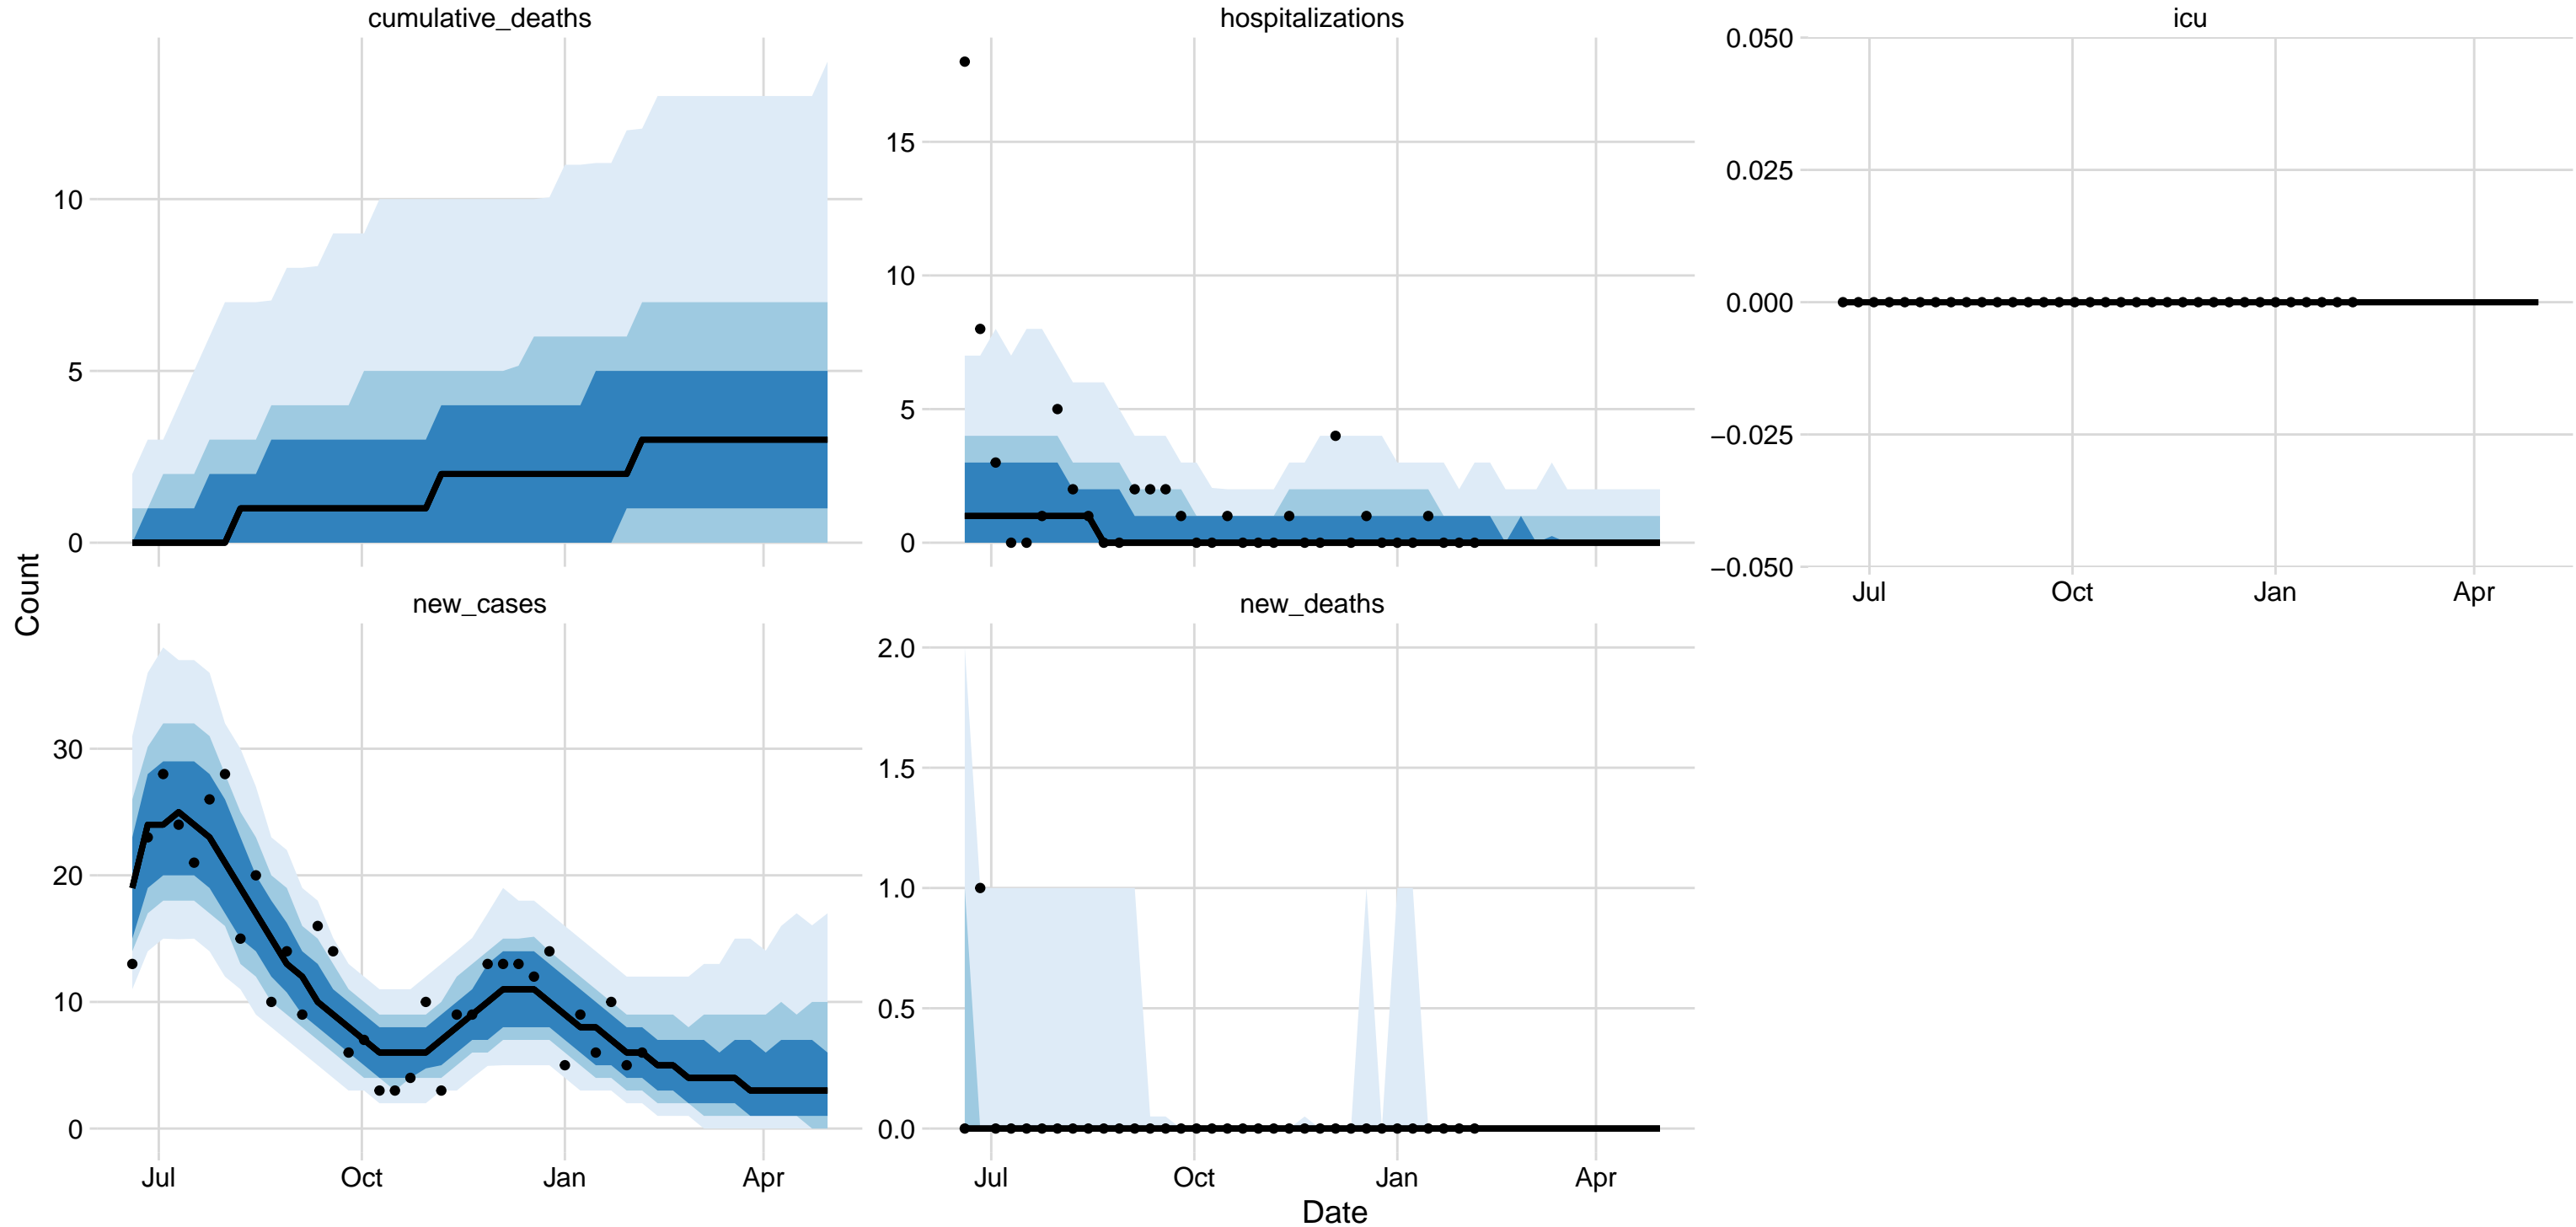 cumulative_deaths
10
5
0
hospitalizations
15
10
5
0
icu
0.050
0.025
0.000
−0.025
−0.050
Jul Oct Jan Apr
Count
new_cases
30
20
10
0
Jul Oct Jan Apr
new_deaths
2.0
1.5
1.0
0.5
0.0
Jul Oct Jan Apr
Date